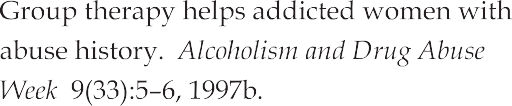 Group therapy helps addicted women with
abuse history. Alcoholism and Drug Abuse
Week 9(33):5–6, 1997b.